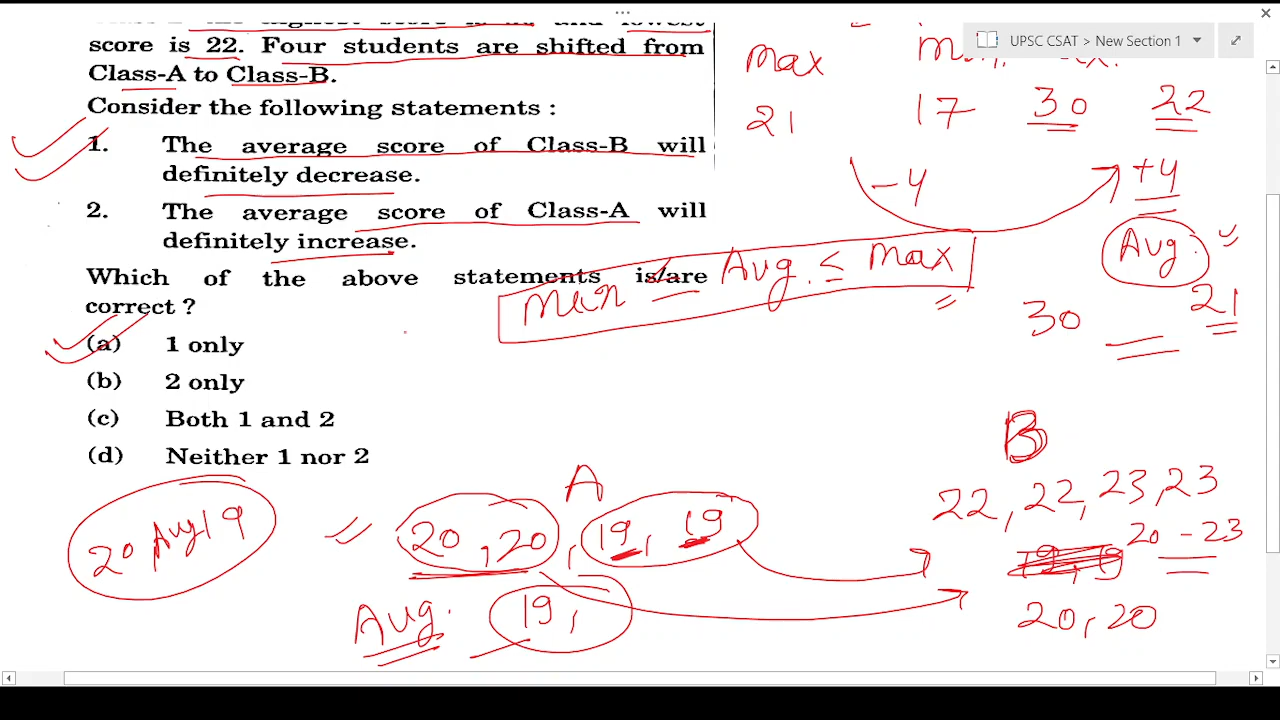 score is 22. Four students are shifted from
Class-A to Class-B.
Consider the following statements :
1. The average score of Class-B will
definitely decrease.
2. The average score of Class-A will
definitely increase.
Which of the above statements is/are
correct ?
(a) 1 only
(b) 2 only
(c) Both 1 and 2
(d) Neither 1 nor 2
UPSC CSAT > New Section 1
max
21 17 30 22
-4 +4
Avg.
min ≤ Avg. ≤ max
30 21
B
22, 22, 23, 23
20 - 23
19, 19
20, 20
A
20, 20, 19, 19
Avg. 19,
20 Avg 19